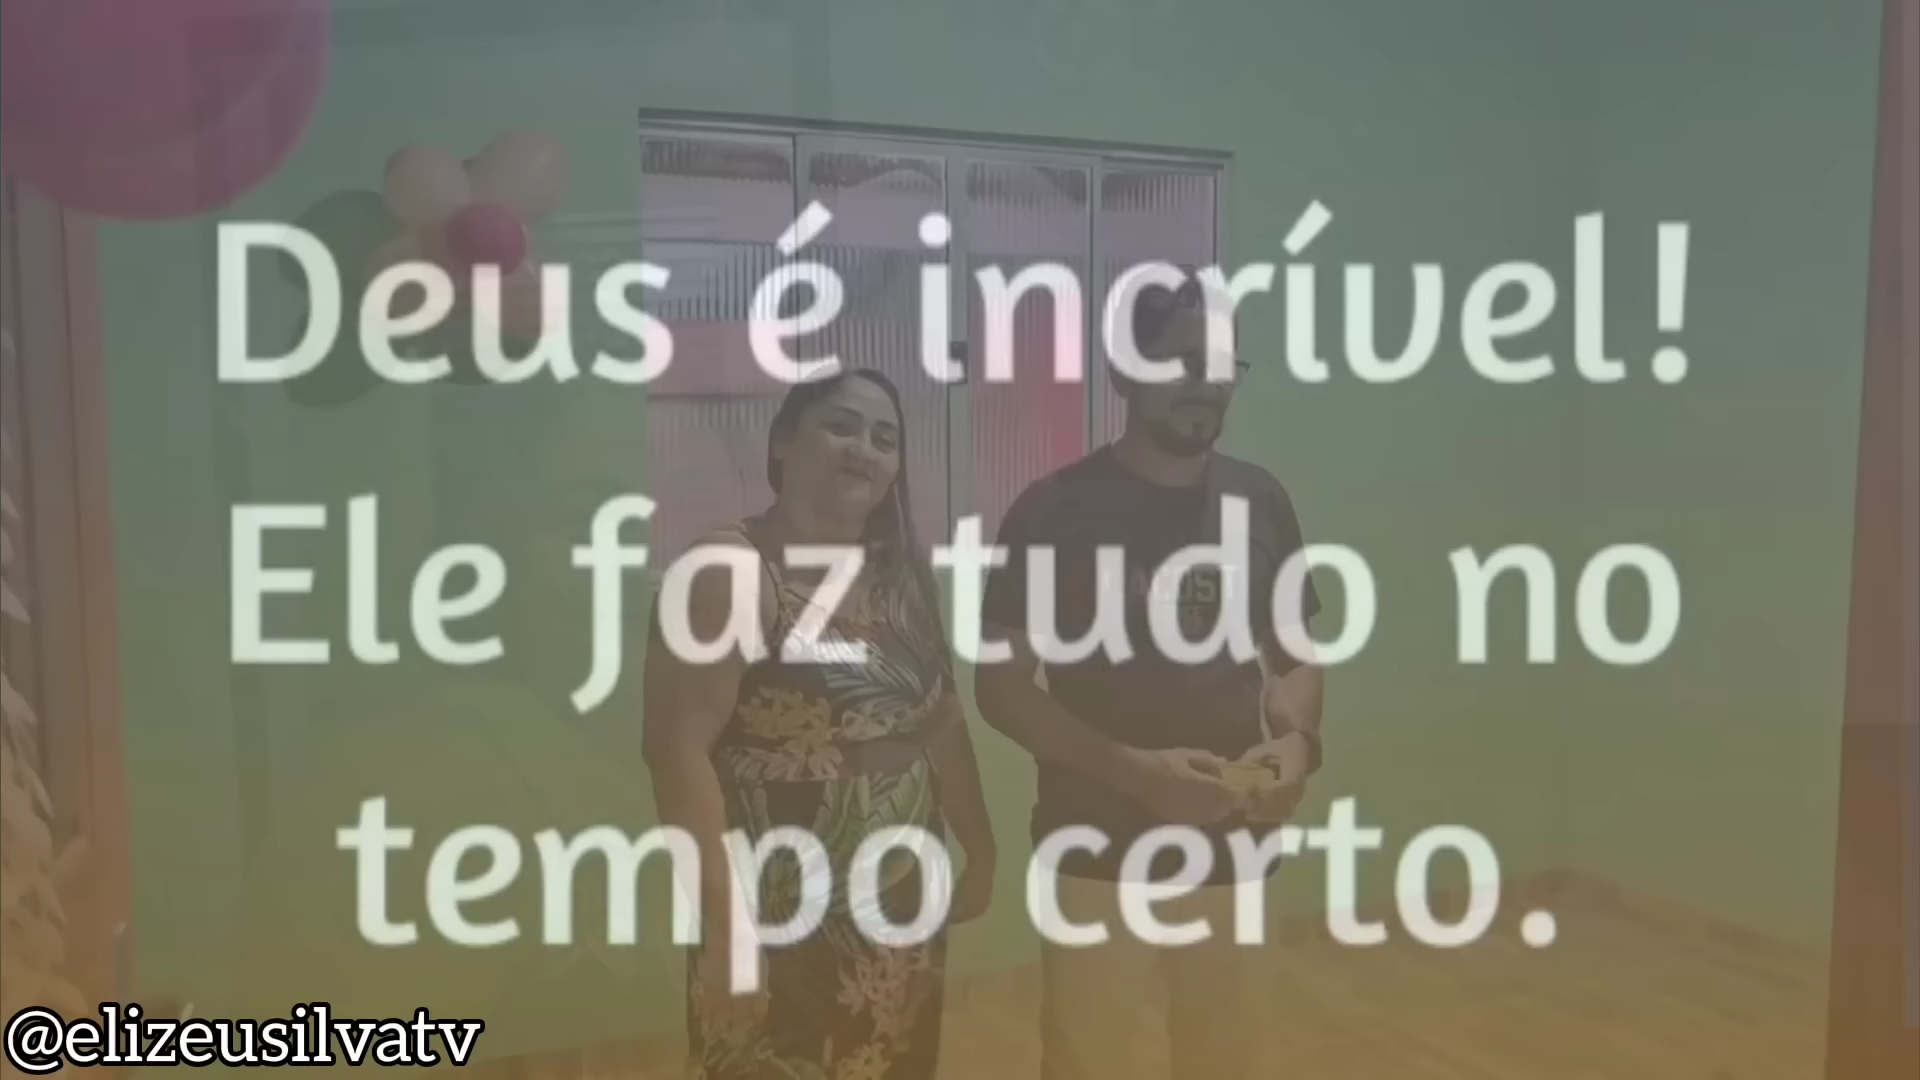 Deus é incrível!
Ele faz tudo no
tempo certo.
@elizeusilvatv